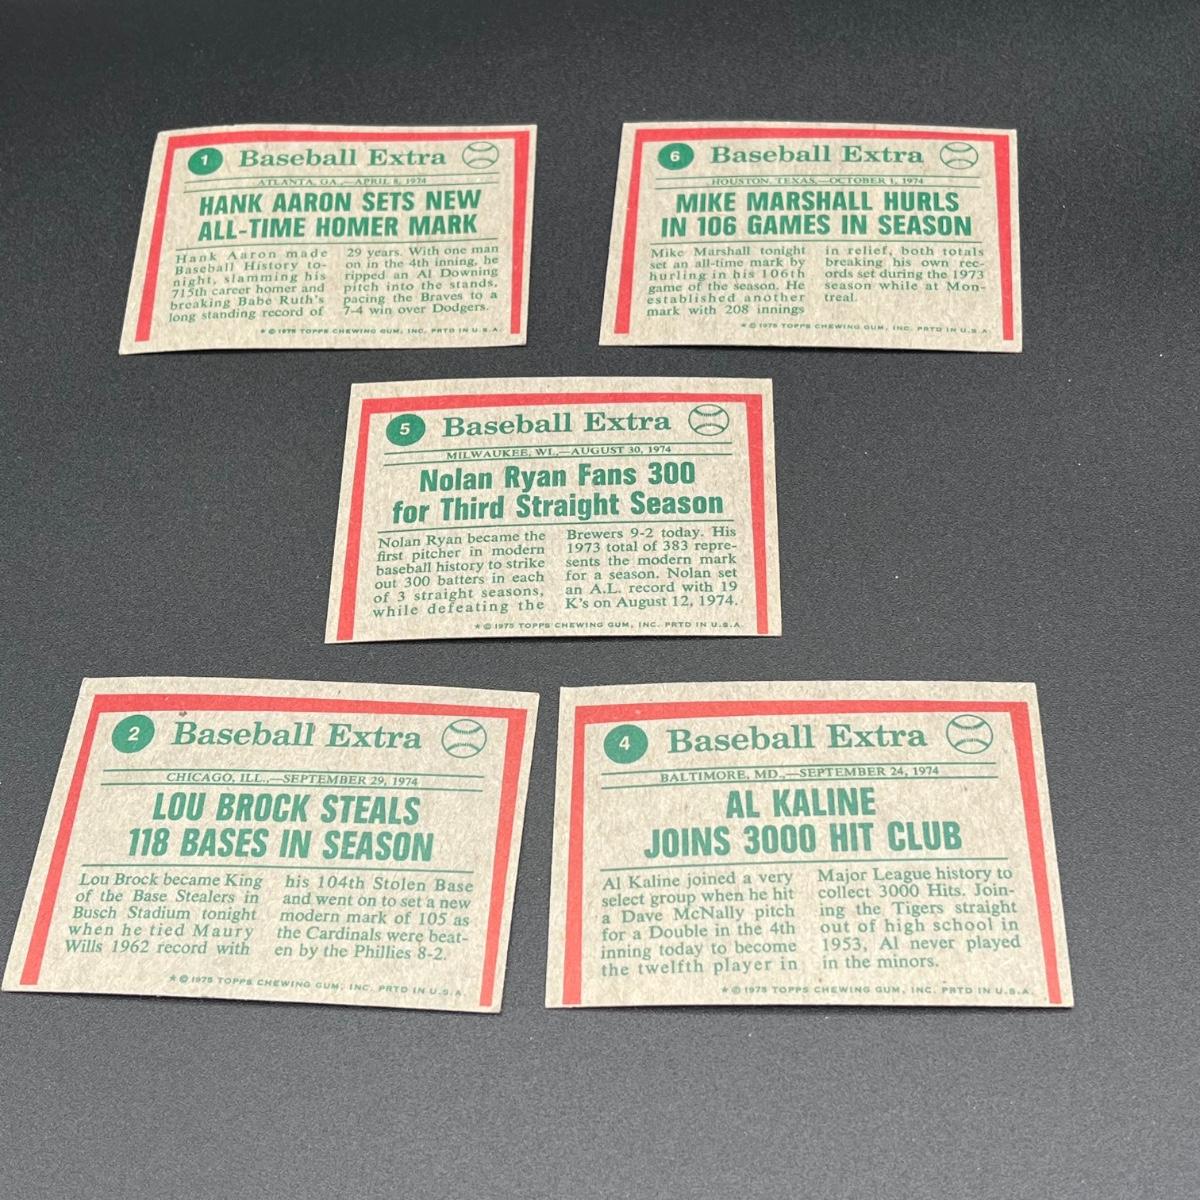 1 Baseball Extra
ATLANTA, GA.,—APRIL 8, 1974
HANK AARON SETS NEW
ALL-TIME HOMER MARK
Hank Aaron made
Baseball History to-
night, slamming his
715th career homer and
breaking Babe Ruth's
long standing record of
29 years. With one man
on in the 4th inning, he
ripped an Al Downing
pitch into the stands,
pacing the Braves to a
7-4 win over Dodgers.
* © 1975 TOPPS CHEWING GUM, INC. PRTD IN U.S.A.
6 Baseball Extra
HOUSTON, TEXAS,—OCTOBER 1, 1974
MIKE MARSHALL HURLS
IN 106 GAMES IN SEASON
Mike Marshall tonight
set an all-time mark by
hurling in his 106th
game of the season. He
established another
mark with 208 innings
in relief, both totals
breaking his own rec-
ords set during the 1973
season while at Mon-
treal.
* © 1975 TOPPS CHEWING GUM, INC. PRTD IN U.S.A.
5 Baseball Extra
MILWAUKEE, WI.,—AUGUST 30, 1974
Nolan Ryan Fans 300
for Third Straight Season
Nolan Ryan became the
first pitcher in modern
baseball history to strike
out 300 batters in each
of 3 straight seasons,
while defeating the
Brewers 9-2 today. His
1973 total of 383 repre-
sents the modern mark
for a season. Nolan set
an A.L. record with 19
K's on August 12, 1974.
* © 1975 TOPPS CHEWING GUM, INC. PRTD IN U.S.A.
2 Baseball Extra
CHICAGO, ILL.,—SEPTEMBER 29, 1974
LOU BROCK STEALS
118 BASES IN SEASON
Lou Brock became King
of the Base Stealers in
Busch Stadium tonight
when he tied Maury
Wills 1962 record with
his 104th Stolen Base
and went on to set a new
modern mark of 105 as
the Cardinals were beat-
en by the Phillies 8-2.
* © 1975 TOPPS CHEWING GUM, INC. PRTD IN U.S.A.
4 Baseball Extra
BALTIMORE, MD.,—SEPTEMBER 24, 1974
AL KALINE
JOINS 3000 HIT CLUB
Al Kaline joined a very
select group when he hit
a Dave McNally pitch
for a Double in the 4th
inning today to become
the twelfth player in
Major League history to
collect 3000 Hits. Join-
ing the Tigers straight
out of high school in
1953, Al never played
in the minors.
* © 1975 TOPPS CHEWING GUM, INC. PRTD IN U.S.A.